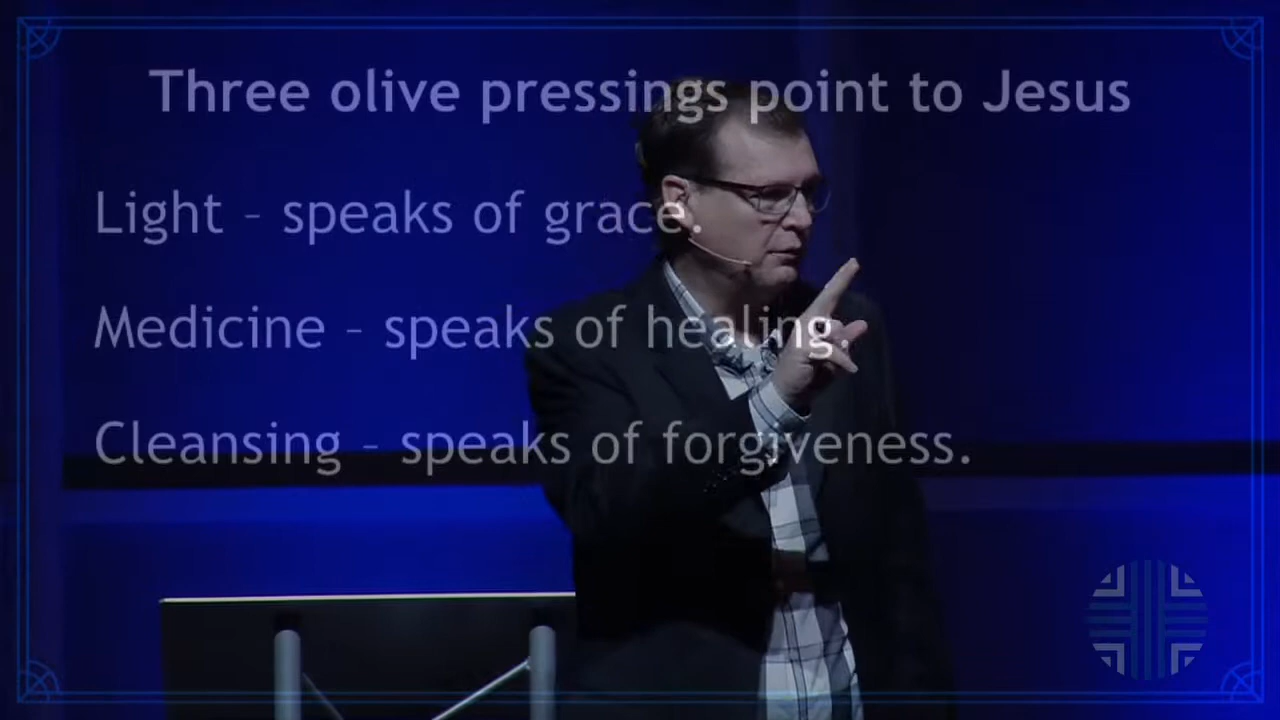 Three olive pressings point to Jesus
Light – speaks of grace.
Medicine – speaks of healing.
Cleansing – speaks of forgiveness.